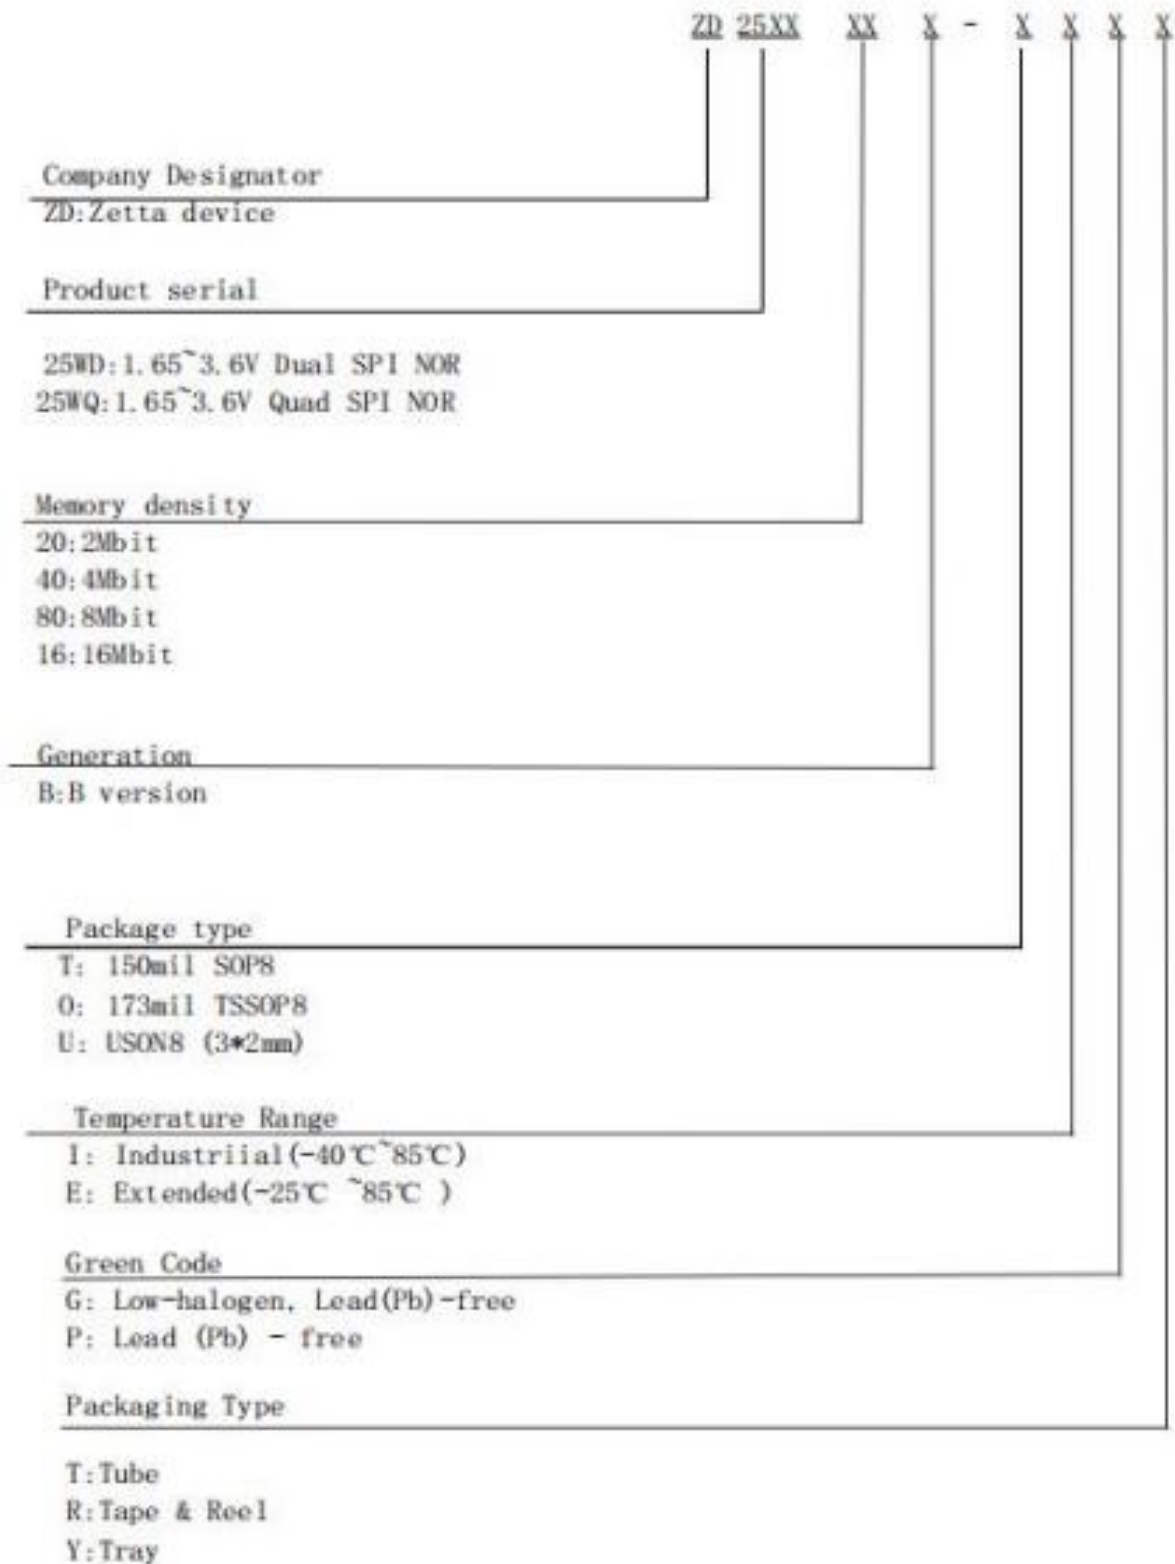 ZD 25XX XX X - X X X X
Company Designator
ZD:Zetta device
Product serial
25WD:1.65~3.6V Dual SPI NOR
25WQ:1.65~3.6V Quad SPI NOR
Memory density
20:2Mbit
40:4Mbit
80:8Mbit
16:16Mbit
Generation
B:B version
Package type
T: 150mil SOP8
O: 173mil TSSOP8
U: USON8 (3*2mm)
Temperature Range
I: Industriial(-40℃~85℃)
E: Extended(-25℃ ~85℃ )
Green Code
G: Low-halogen, Lead(Pb)-free
P: Lead (Pb) - free
Packaging Type
T:Tube
R:Tape & Reel
Y:Tray